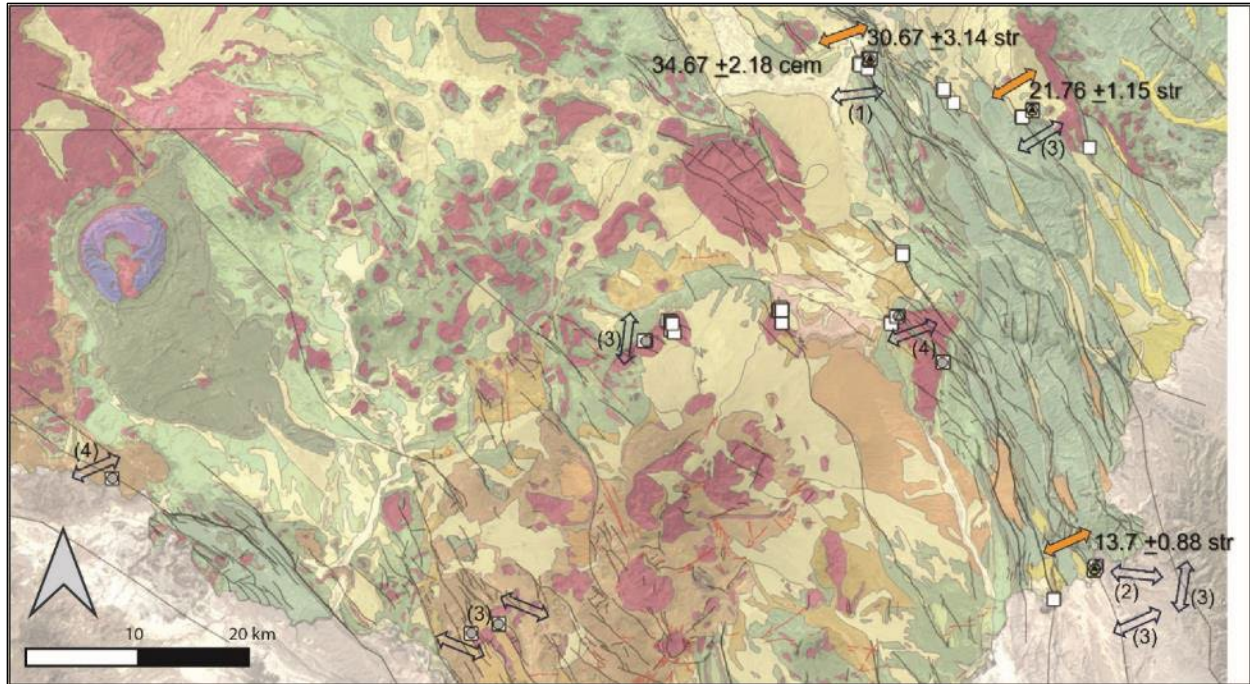 30.67 ±3.14 str
34.67 ±2.18 cem
(1)
21.76 ±1.15 str
(3)
(3)
(4)
(4)
13.7 ±0.88 str
(2)
(3)
(3)
(3)
10
20 km